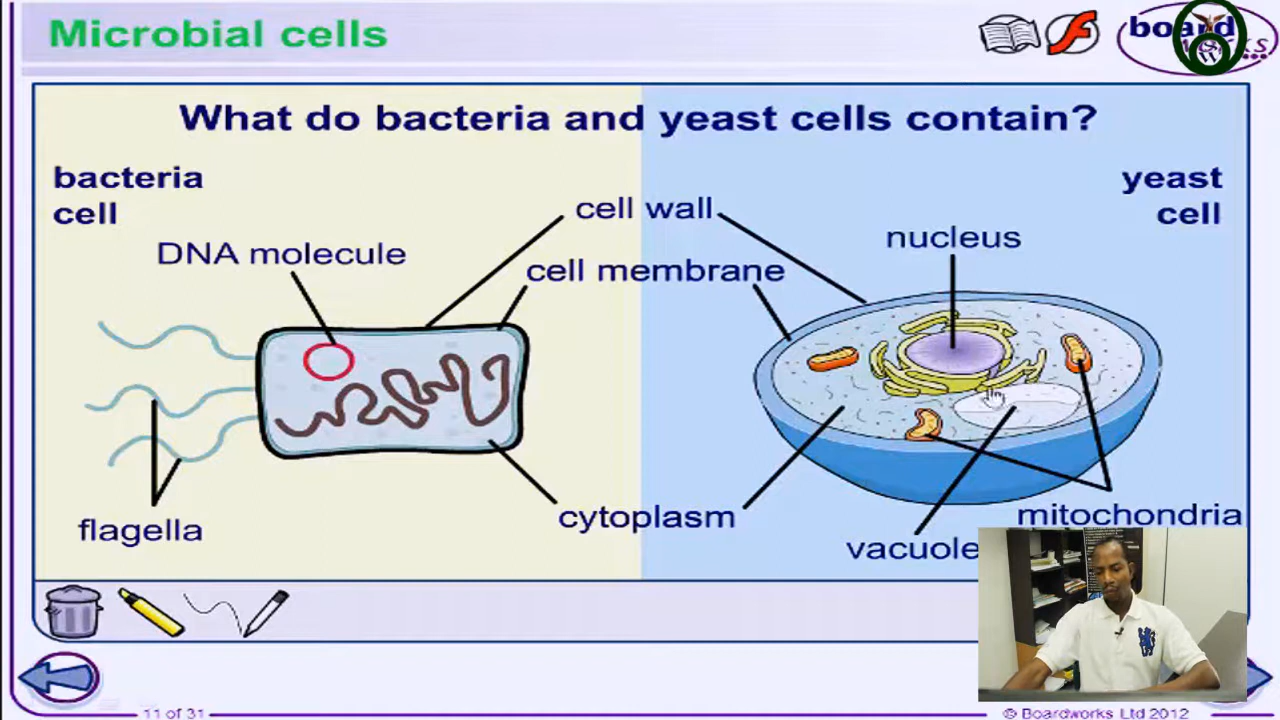 Microbial cells
board
What do bacteria and yeast cells contain?
bacteria
cell
yeast
cell
cell wall
nucleus
DNA molecule
cell membrane
flagella
cytoplasm
mitochondria
vacuole
11 of 31
© Boardworks Ltd 2012